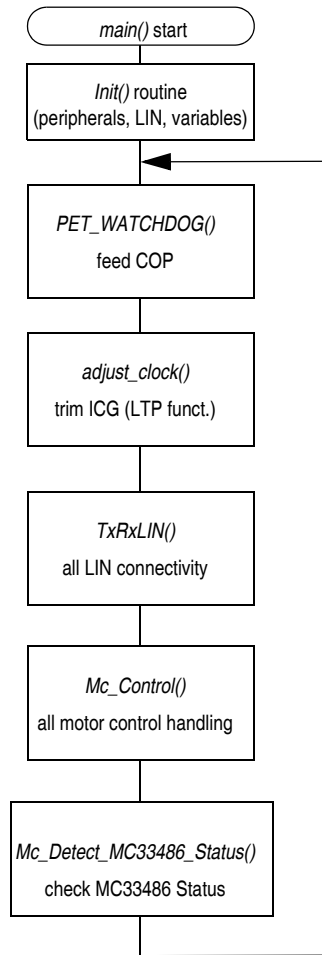 main() start
Init() routine
(peripherals, LIN, variables)
PET_WATCHDOG()
feed COP
adjust_clock()
trim ICG (LTP funct.)
TxRxLIN()
all LIN connectivity
Mc_Control()
all motor control handling
Mc_Detect_MC33486_Status()
check MC33486 Status